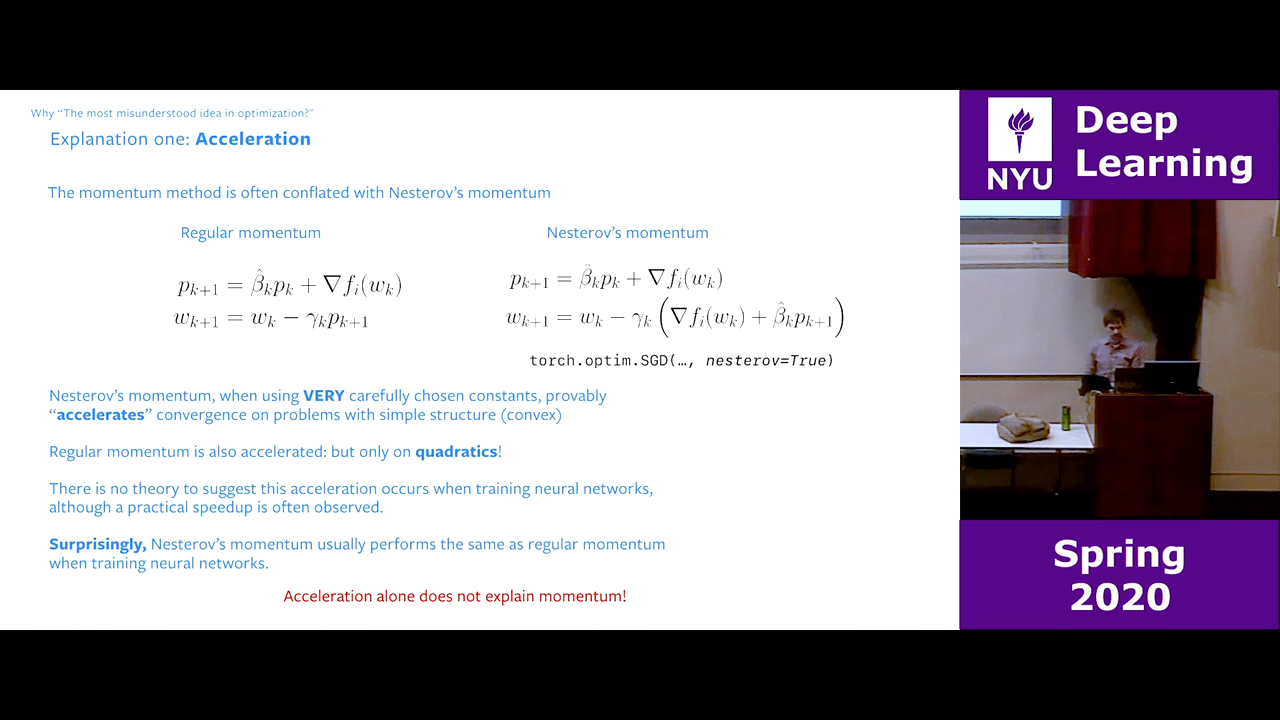 Why “The most misunderstood idea in optimization?”
Explanation one: Acceleration
The momentum method is often conflated with Nesterov’s momentum
Regular momentum
Nesterov’s momentum
p_{k+1} = \hat{β}_k p_k + ∇f_i(w_k)
w_{k+1} = w_k − γ_k p_{k+1}
p_{k+1} = \hat{β}_k p_k + ∇f_i(w_k)
w_{k+1} = w_k − γ_k (∇f_i(w_k) + \hat{β}_k p_{k+1})
torch.optim.SGD(…, nesterov=True)
Nesterov’s momentum, when using VERY carefully chosen constants, provably
“accelerates” convergence on problems with simple structure (convex)
Regular momentum is also accelerated: but only on quadratics!
There is no theory to suggest this acceleration occurs when training neural networks,
although a practical speedup is often observed.
Surprisingly, Nesterov’s momentum usually performs the same as regular momentum
when training neural networks.
Acceleration alone does not explain momentum!
NYU
Deep
Learning
Spring
2020